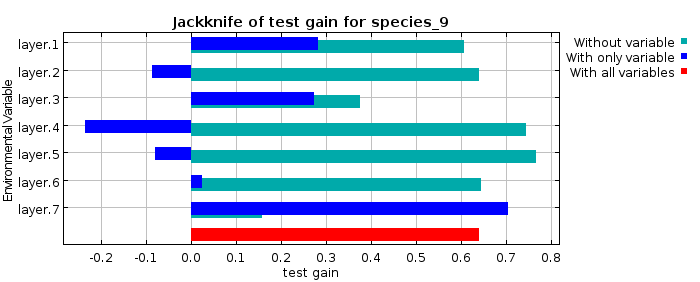 Jackknife of test gain for species_9
Environmental Variable
layer.1
layer.2
layer.3
layer.4
layer.5
layer.6
layer.7
-0.2 -0.1 0.0 0.1 0.2 0.3 0.4 0.5 0.6 0.7 0.8
test gain
Without variable
With only variable
With all variables